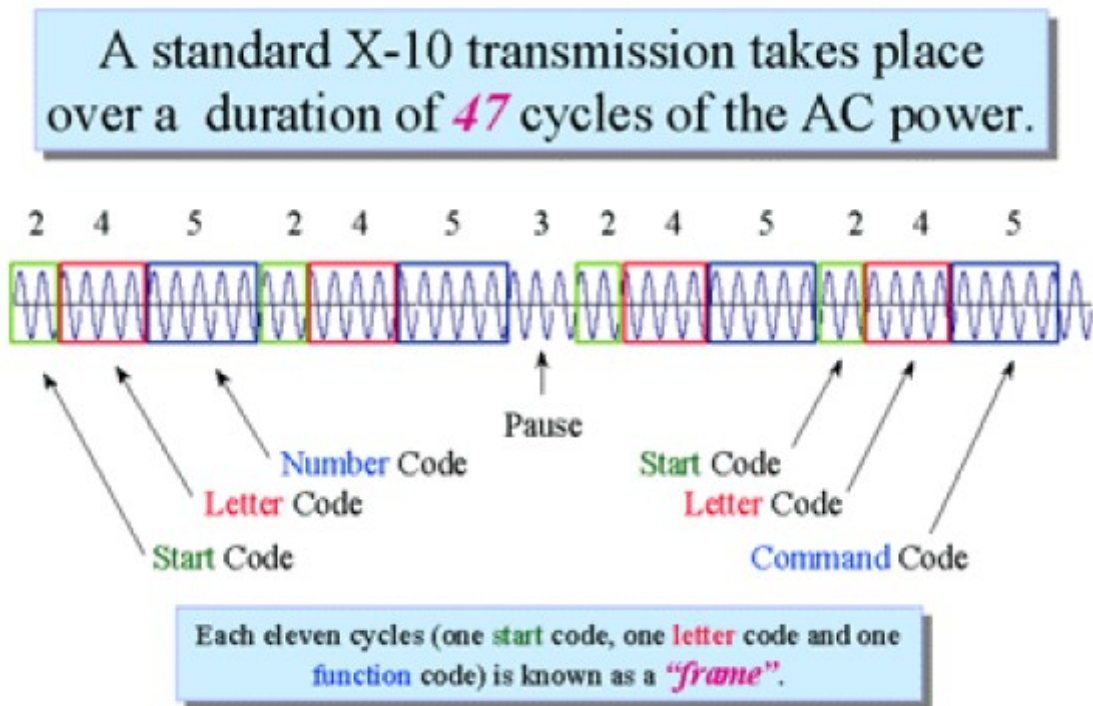 A standard X-10 transmission takes place
over a duration of 47 cycles of the AC power.
2 4 5 2 4 5 3 2 4 5 2 4 5
Pause
Number Code
Letter Code
Start Code
Start Code
Letter Code
Command Code
Each eleven cycles (one start code, one letter code and one
function code) is known as a "frame".